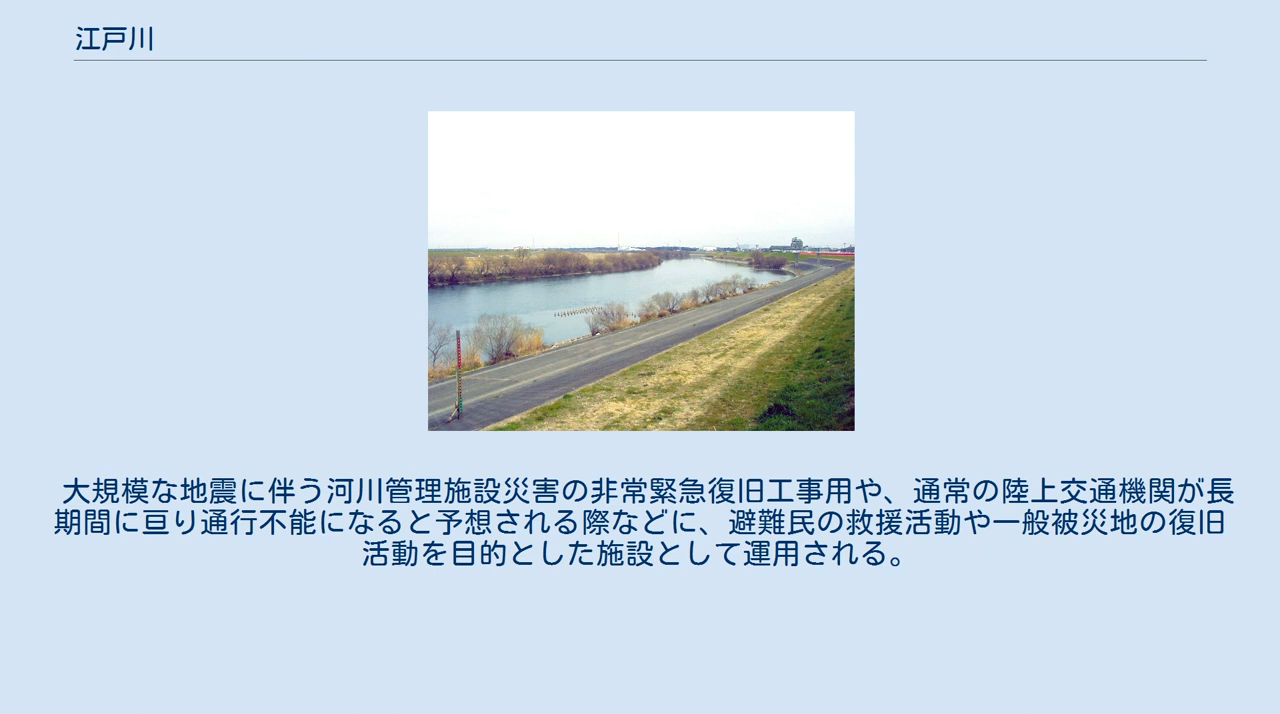 江戸川
大規模な地震に伴う河川管理施設災害の非常緊急復旧工事用や、通常の陸上交通機関が長
期間に亘り通行不能になると予想される際などに、避難民の救援活動や一般被災地の復旧
活動を目的とした施設として運用される。